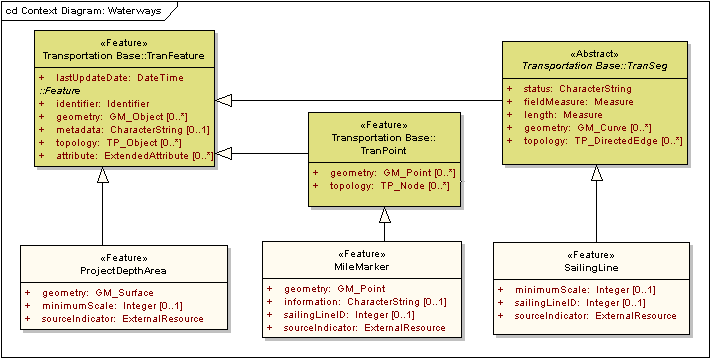 cd Context Diagram: Waterways
«Feature»
Transportation Base::TranFeature
+ lastUpdateDate: DateTime
::Feature
+ identifier: Identifier
+ geometry: GM_Object [0..*]
+ metadata: CharacterString [0..1]
+ topology: TP_Object [0..*]
+ attribute: ExtendedAttribute [0..*]
«Abstract»
Transportation Base::TranSeg
+ status: CharacterString
+ fieldMeasure: Measure
+ length: Measure
+ geometry: GM_Curve [0..*]
+ topology: TP_DirectedEdge [0..*]
«Feature»
Transportation Base::
TranPoint
+ geometry: GM_Point [0..*]
+ topology: TP_Node [0..*]
«Feature»
ProjectDepthArea
+ geometry: GM_Surface
+ minimumScale: Integer [0..1]
+ sourceIndicator: ExternalResource
«Feature»
MileMarker
+ geometry: GM_Point
+ information: CharacterString [0..1]
+ sailingLineID: Integer [0..1]
+ sourceIndicator: ExternalResource
«Feature»
SailingLine
+ minimumScale: Integer [0..1]
+ sailingLineID: Integer [0..1]
+ sourceIndicator: ExternalResource